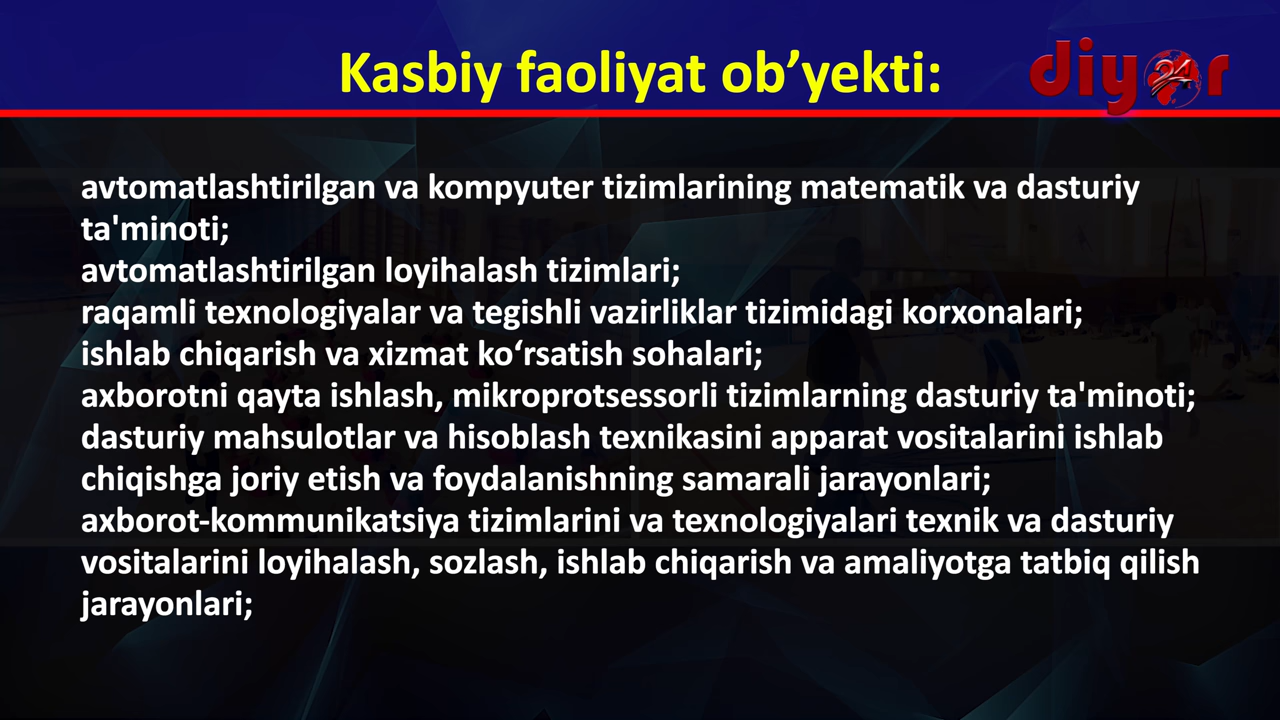 Kasbiy faoliyat ob’yekti:
diyor
24
avtomatlashtirilgan va kompyuter tizimlarining matematik va dasturiy
ta'minoti;
avtomatlashtirilgan loyihalash tizimlari;
raqamli texnologiyalar va tegishli vazirliklar tizimidagi korxonalari;
ishlab chiqarish va xizmat ko‘rsatish sohalari;
axborotni qayta ishlash, mikroprotsessorli tizimlarning dasturiy ta'minoti;
dasturiy mahsulotlar va hisoblash texnikasini apparat vositalarini ishlab
chiqishga joriy etish va foydalanishning samarali jarayonlari;
axborot-kommunikatsiya tizimlarini va texnologiyalari texnik va dasturiy
vositalarini loyihalash, sozlash, ishlab chiqarish va amaliyotga tatbiq qilish
jarayonlari;